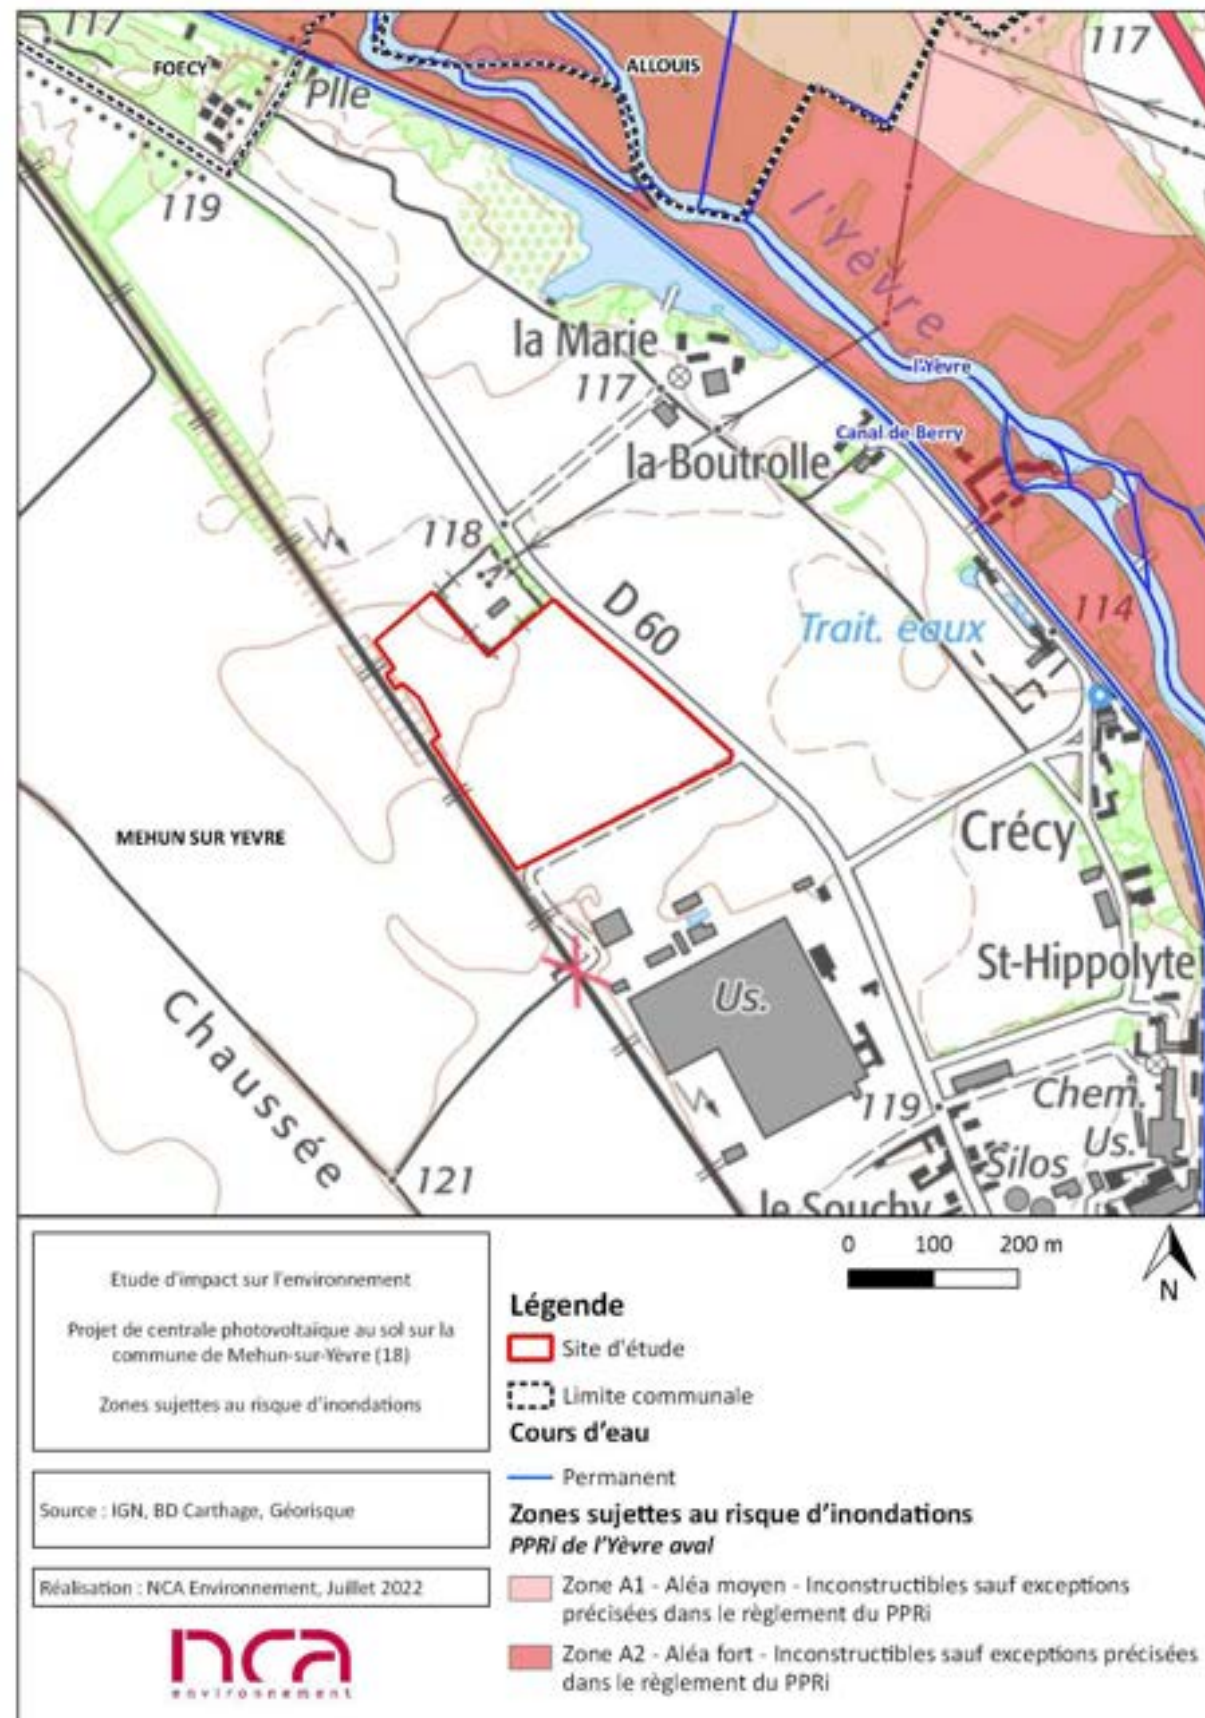 117
FOECY
Plle
ALLOUIS
117
119
l'Yèvre
la Marie
117
l'Yèvre
Canal de Berry
la Boutrolle
118
D 60
Trait. eaux
114
MEHUN SUR YEVRE
Crécy
St-Hippolyte
Us.
Chaussée
119
Chem.
Us.
Silos
121
le Souchy
0 100 200 m
N
Etude d'impact sur l'environnement
Projet de centrale photovoltaïque au sol sur la
commune de Mehun-sur-Yèvre (18)
Zones sujettes au risque d'inondations
Source : IGN, BD Carthage, Géorisque
Réalisation : NCA Environnement, Juillet 2022
nca
environnement
Légende
Site d'étude
Limite communale
Cours d'eau
Permanent
Zones sujettes au risque d'inondations
PPRi de l'Yèvre aval
Zone A1 - Aléa moyen - Inconstructibles sauf exceptions
précisées dans le règlement du PPRi
Zone A2 - Aléa fort - Inconstructibles sauf exceptions précisées
dans le règlement du PPRi